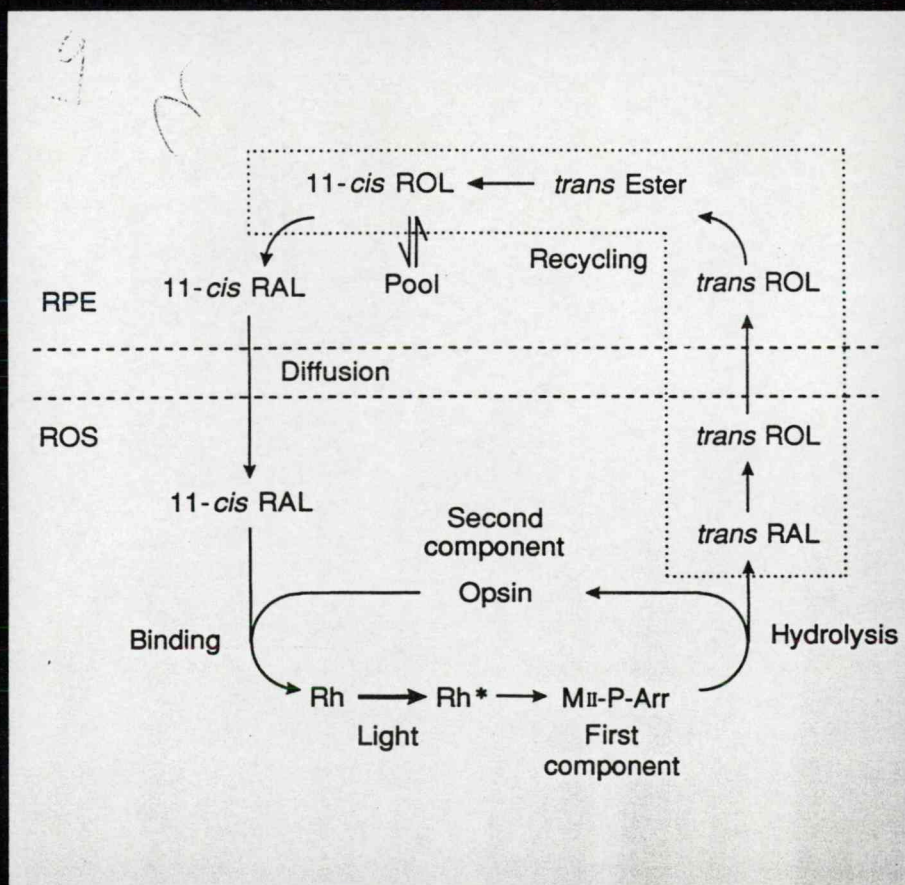 11-cis ROL
trans Ester
Recycling
trans ROL
11-cis RAL
Pool
RPE
Diffusion
ROS
trans ROL
11-cis RAL
Second
component
trans RAL
Opsin
Binding
Hydrolysis
Rh
Rh*
MII-P-Arr
Light
First
component